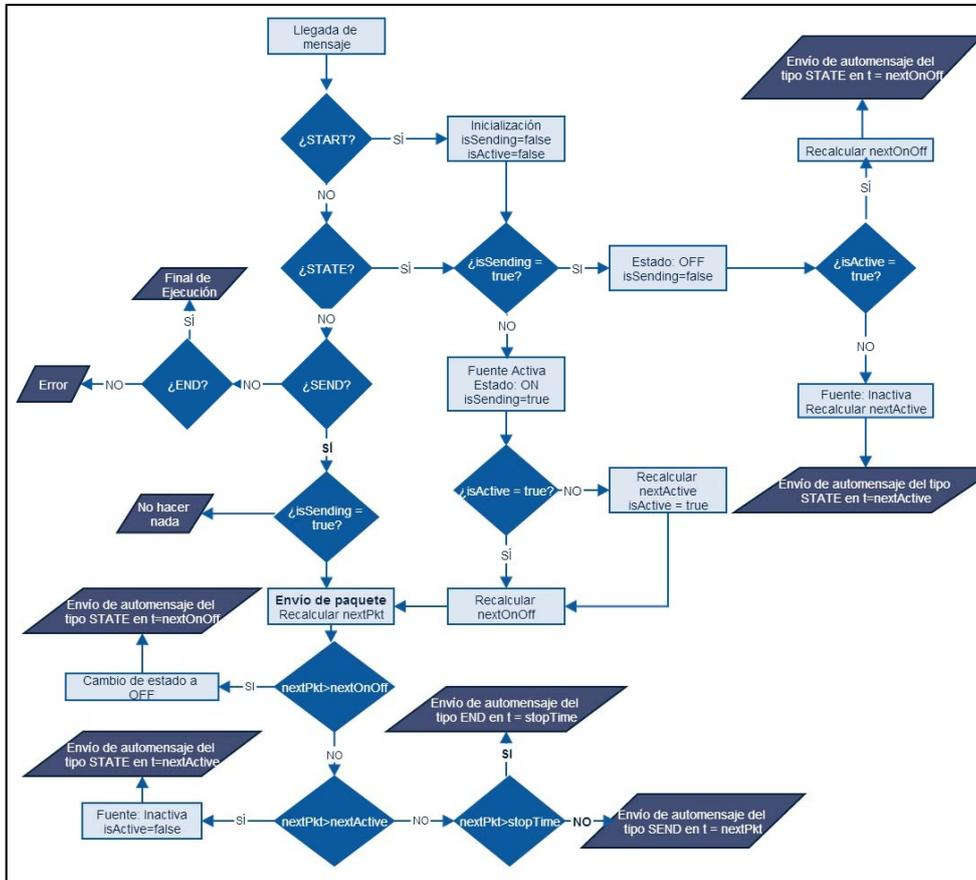 Llegada de
mensaje
Envío de automensaje del
tipo STATE en t = nextOnOff
¿START?
SÍ
Inicialización
isSending=false
isActive=false
Recalcular nextOnOff
NO
SÍ
¿STATE?
SÍ
¿isSending =
true?
SI
Estado: OFF
isSending=false
¿isActive =
true?
Final de
Ejecución
SÍ
NO
NO
NO
Error
NO
¿END?
NO
¿SEND?
Fuente Activa
Estado: ON
isSending=true
Fuente: Inactiva
Recalcular nextActive
SÍ
No hacer
nada
¿isSending =
true?
¿isActive = true?
NO
Recalcular
nextActive
isActive = true
Envío de automensaje del tipo
STATE en t=nextActive
SÍ
Envío de automensaje del
tipo STATE en t=nextOnOff
Envío de paquete
Recalcular nextPkt
Recalcular
nextOnOff
Cambio de estado a
OFF
SI
nextPkt>nextOnOff
Envío de automensaje del
tipo END en t = stopTime
Envío de automensaje del
tipo STATE en t=nextActive
NO
SI
Fuente: Inactiva
isActive=false
SÍ
nextPkt>nextActive
NO
nextPkt>stopTime
NO
Envío de automensaje del
tipo SEND en t = nextPkt